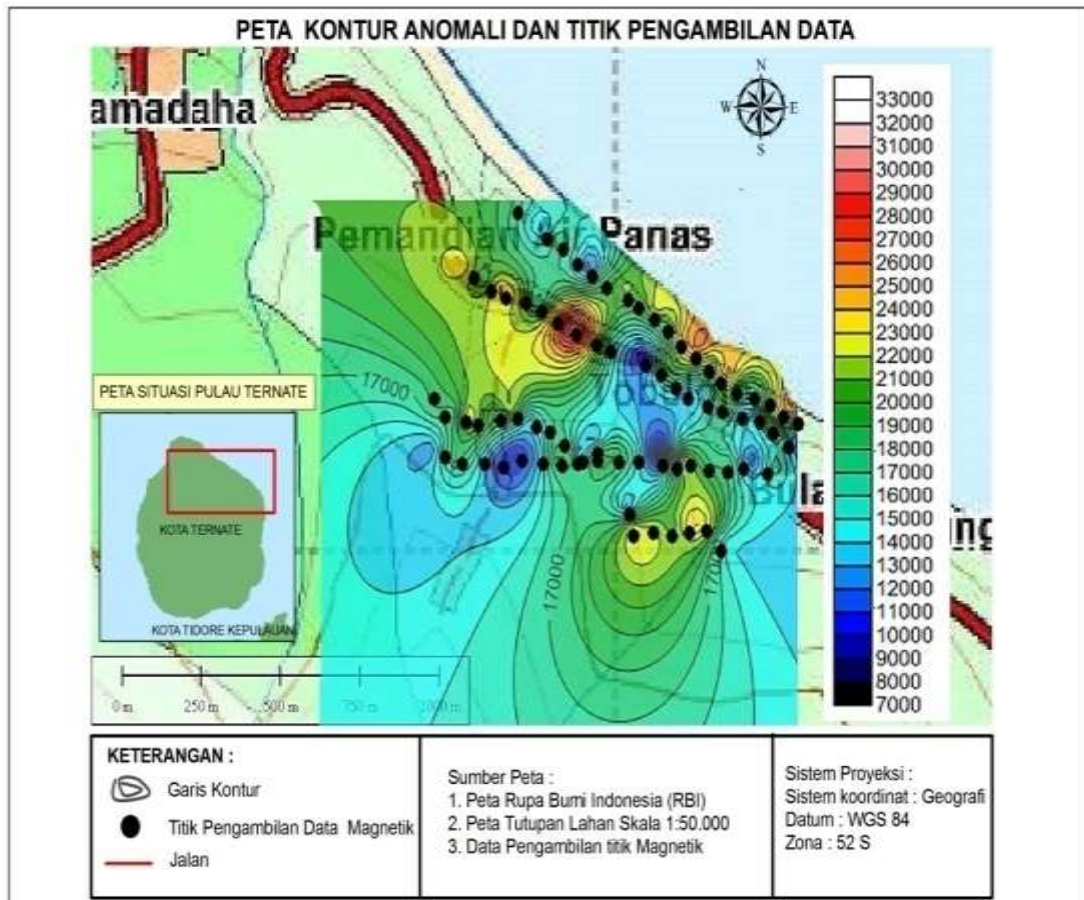 PETA KONTUR ANOMALI DAN TITIK PENGAMBILAN DATA
amadaha
Pemandian Air Panas
N
W
E
S
33000
32000
31000
30000
29000
28000
27000
26000
25000
24000
23000
22000
21000
20000
19000
18000
17000
16000
15000
14000
13000
12000
11000
10000
9000
8000
7000
17000
17000
17000
Bula
ng
PETA SITUASI PULAU TERNATE
KOTA TERNATE
KOTA TIDORE KEPULAUAN
0 m 250 m 500 m 750 m 1000 m
KETERANGAN :
Garis Kontur
Titik Pengambilan Data Magnetik
Jalan
Sumber Peta :
1. Peta Rupa Bumi Indonesia (RBI)
2. Peta Tutupan Lahan Skala 1:50.000
3. Data Pengambilan titik Magnetik
Sistem Proyeksi :
Sistem koordinat : Geografi
Datum : WGS 84
Zona : 52 S